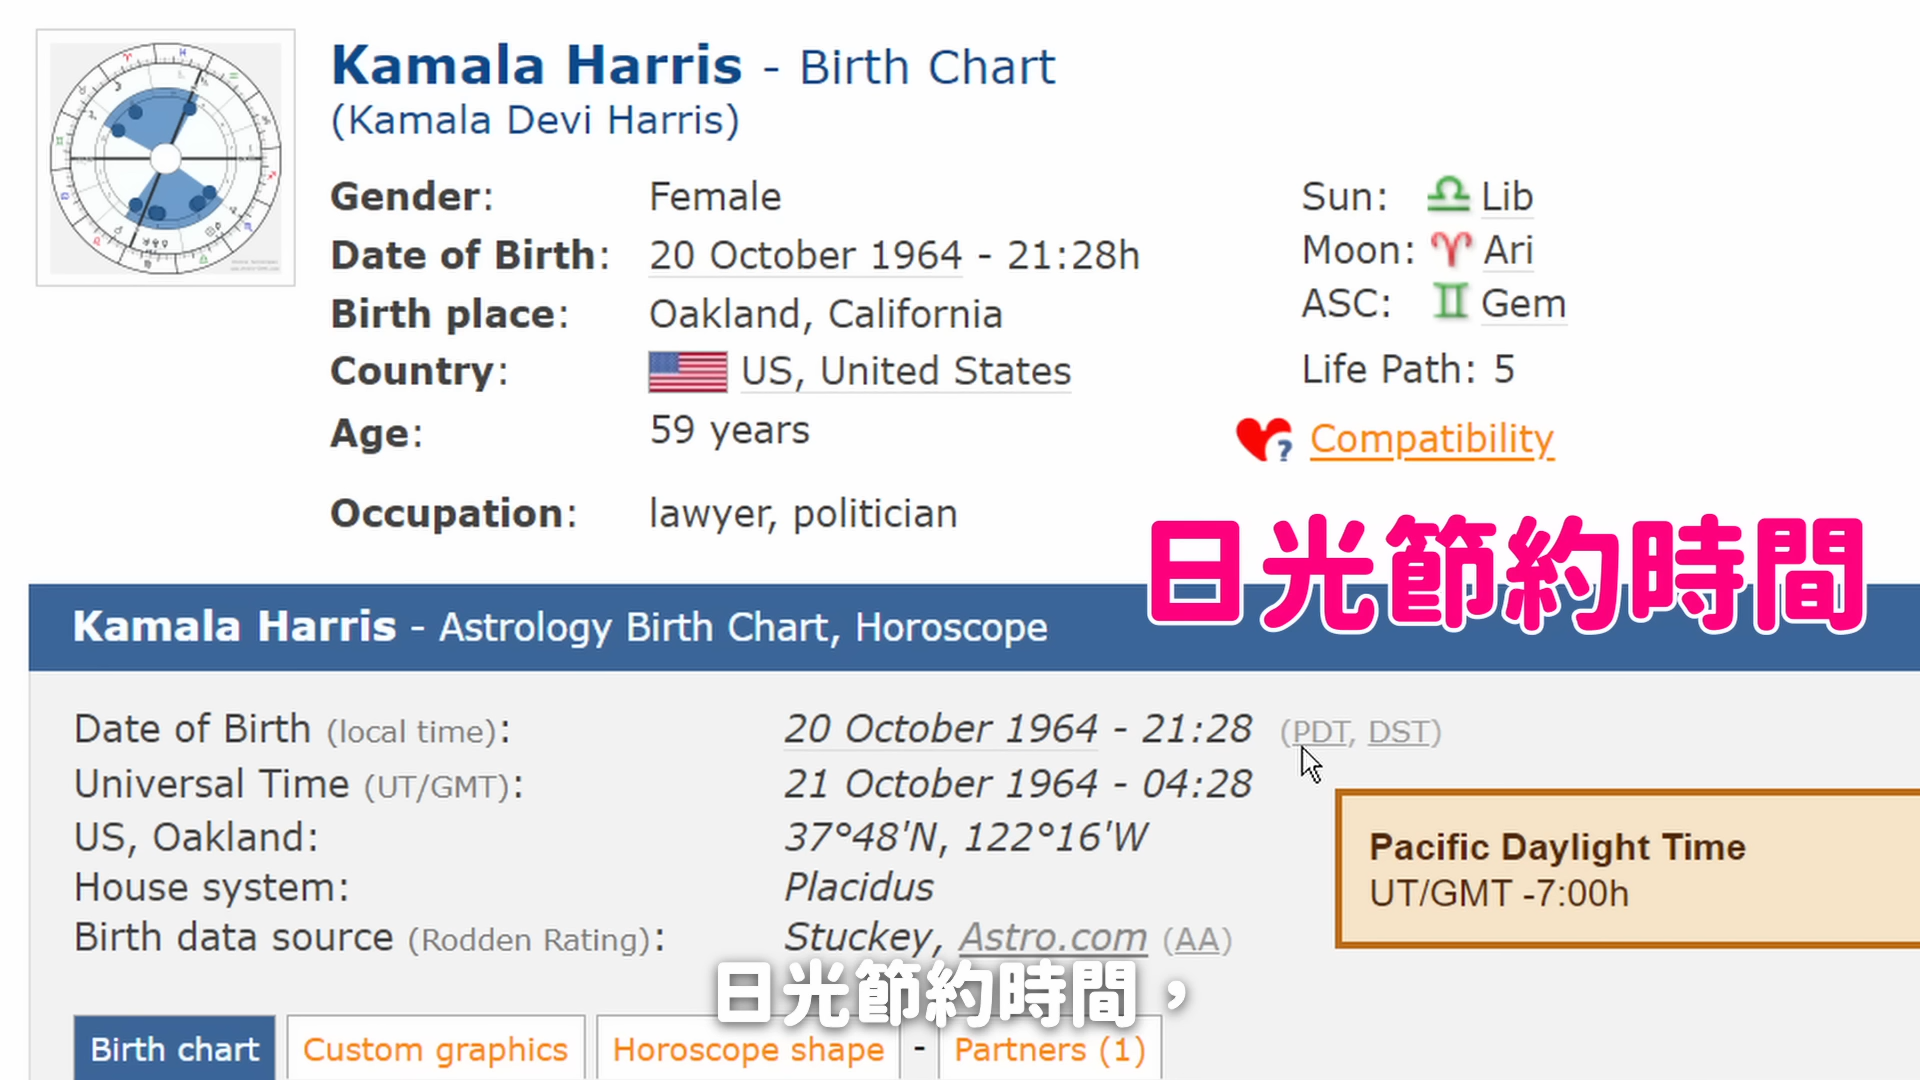 Kamala Harris - Birth Chart
(Kamala Devi Harris)
Gender: Female
Date of Birth: 20 October 1964 - 21:28h
Birth place: Oakland, California
Country: US, United States
Age: 59 years
Occupation: lawyer, politician
Sun: ♎ Lib
Moon: ♈ Ari
ASC: ♊ Gem
Life Path: 5
? Compatibility
日光節約時間
Kamala Harris - Astrology Birth Chart, Horoscope
Date of Birth (local time): 20 October 1964 - 21:28 (PDT, DST)
Universal Time (UT/GMT): 21 October 1964 - 04:28
US, Oakland: 37°48'N, 122°16'W
House system: Placidus
Birth data source (Rodden Rating): Stuckey, Astro.com (AA)
Pacific Daylight Time
UT/GMT -7:00h
日光節約時間，
Birth chart Custom graphics Horoscope shape - Partners (1)